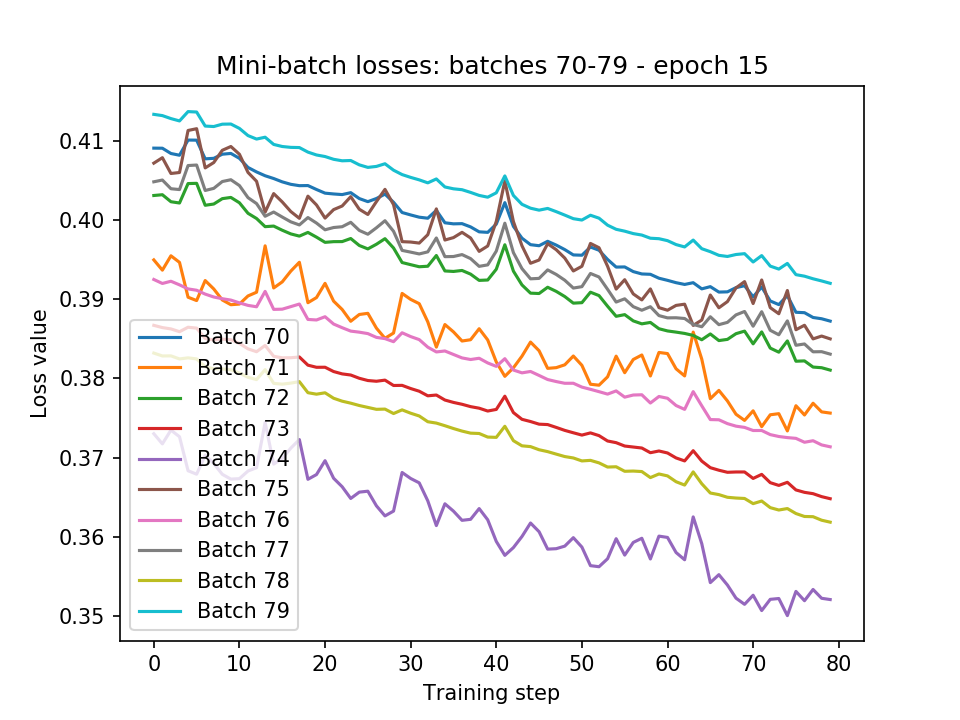 Mini-batch losses: batches 70-79 - epoch 15
Loss value
0.41
0.40
0.39
0.38
0.37
0.36
0.35
Batch 70
Batch 71
Batch 72
Batch 73
Batch 74
Batch 75
Batch 76
Batch 77
Batch 78
Batch 79
0 10 20 30 40 50 60 70 80
Training step